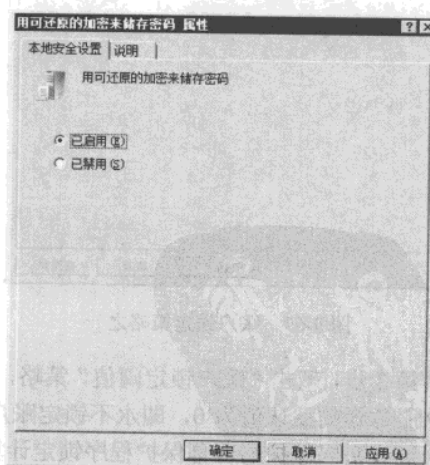 用可还原的加密来储存密码 属性
本地安全设置 说明
用可还原的加密来储存密码
已启用(E)
已禁用(S)
确定 取消 应用(A)